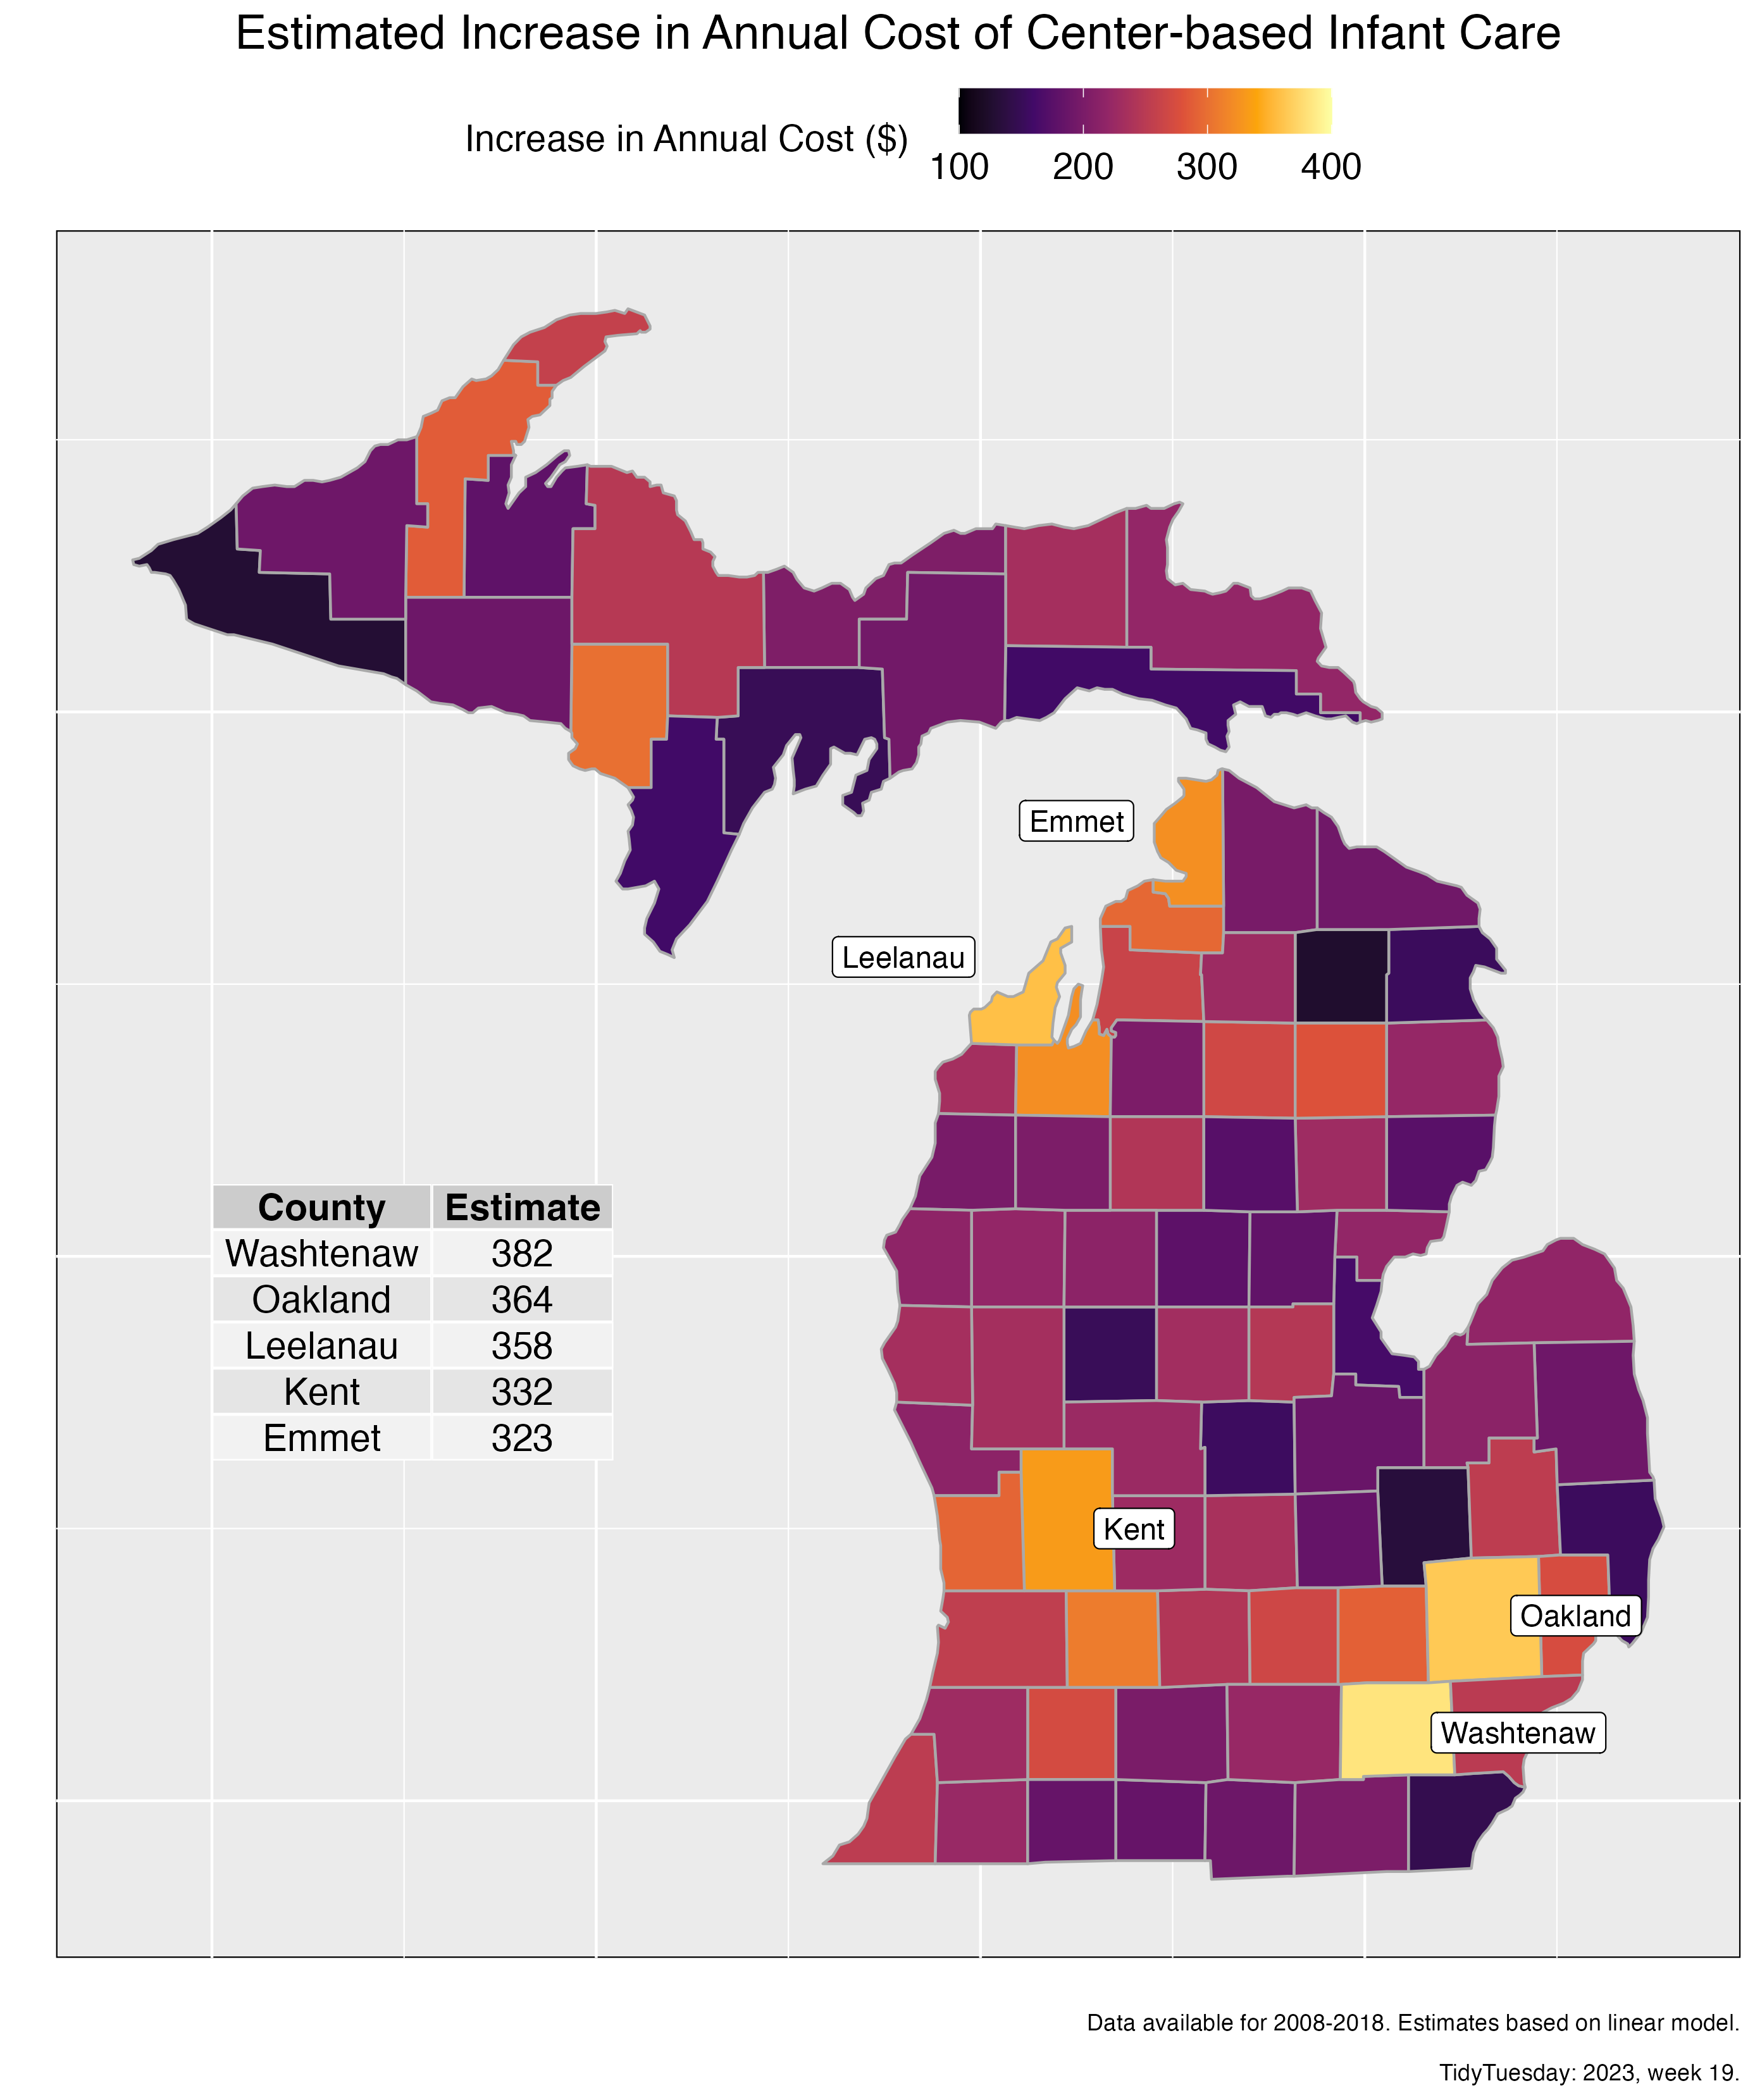 Estimated Increase in Annual Cost of Center-based Infant Care
Increase in Annual Cost ($)
100 200 300 400
Emmet
Leelanau
County Estimate
Washtenaw 382
Oakland 364
Leelanau 358
Kent 332
Emmet 323
Kent
Oakland
Washtenaw
Data available for 2008-2018. Estimates based on linear model.
TidyTuesday: 2023, week 19.